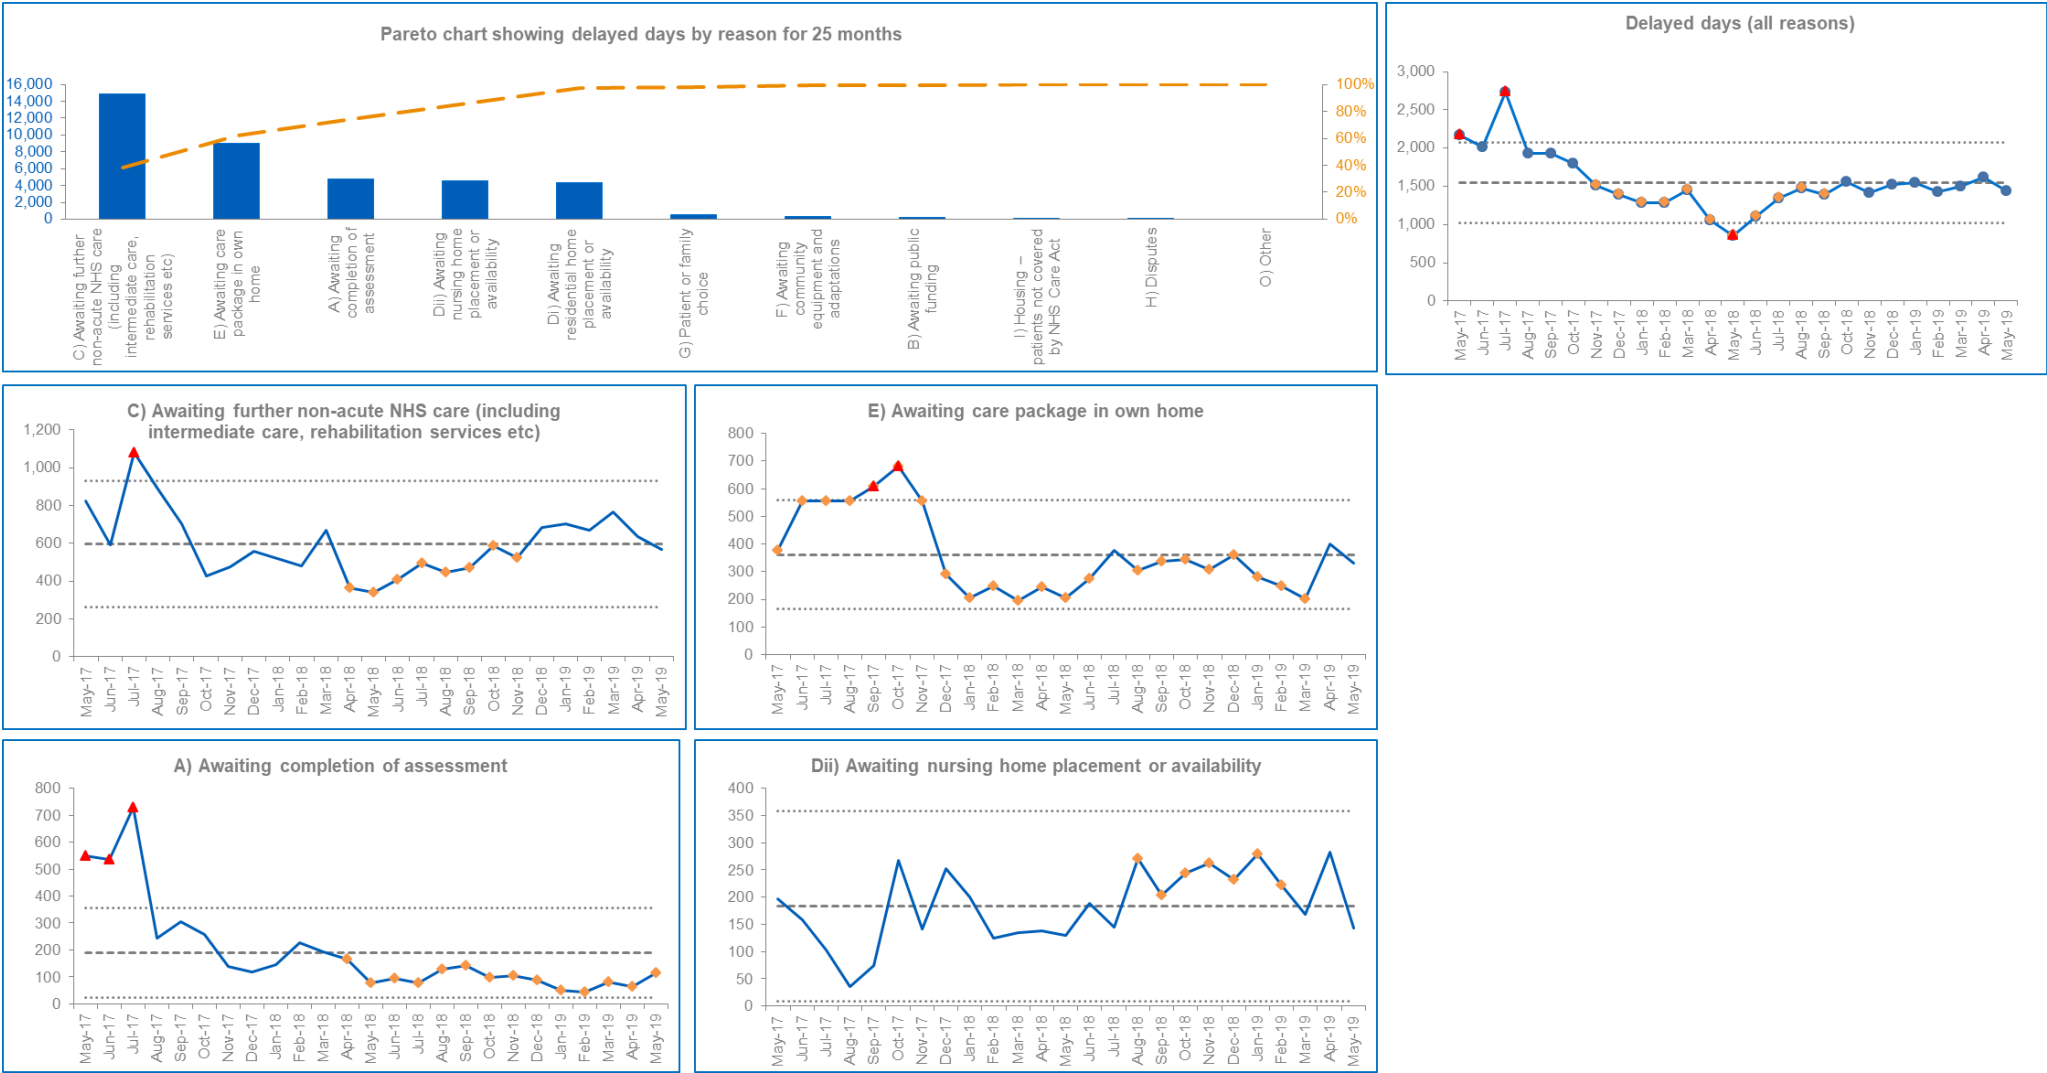 Pareto chart showing delayed days by reason for 25 months
16,000
14,000
12,000
10,000
8,000
6,000
4,000
2,000
0
100%
80%
60%
40%
20%
0%
C) Awaiting further
non-acute NHS care
(including
intermediate care,
rehabilitation
services etc)
E) Awaiting care
package in own
home
A) Awaiting
completion of
assessment
Dii) Awaiting
nursing home
placement or
availability
Di) Awaiting
residential home
placement or
availability
G) Patient or family
choice
F) Awaiting
community
equipment and
adaptations
B) Awaiting public
funding
I) Housing –
patients not covered
by NHS Care Act
H) Disputes
O) Other
Delayed days (all reasons)
3,000
2,500
2,000
1,500
1,000
500
0
May-17
Jun-17
Jul-17
Aug-17
Sep-17
Oct-17
Nov-17
Dec-17
Jan-18
Feb-18
Mar-18
Apr-18
May-18
Jun-18
Jul-18
Aug-18
Sep-18
Oct-18
Nov-18
Dec-18
Jan-19
Feb-19
Mar-19
Apr-19
May-19
C) Awaiting further non-acute NHS care (including
intermediate care, rehabilitation services etc)
1,200
1,000
800
600
400
200
0
May-17
Jun-17
Jul-17
Aug-17
Sep-17
Oct-17
Nov-17
Dec-17
Jan-18
Feb-18
Mar-18
Apr-18
May-18
Jun-18
Jul-18
Aug-18
Sep-18
Oct-18
Nov-18
Dec-18
Jan-19
Feb-19
Mar-19
Apr-19
May-19
E) Awaiting care package in own home
800
700
600
500
400
300
200
100
0
May-17
Jun-17
Jul-17
Aug-17
Sep-17
Oct-17
Nov-17
Dec-17
Jan-18
Feb-18
Mar-18
Apr-18
May-18
Jun-18
Jul-18
Aug-18
Sep-18
Oct-18
Nov-18
Dec-18
Jan-19
Feb-19
Mar-19
Apr-19
May-19
A) Awaiting completion of assessment
800
700
600
500
400
300
200
100
0
May-17
Jun-17
Jul-17
Aug-17
Sep-17
Oct-17
Nov-17
Dec-17
Jan-18
Feb-18
Mar-18
Apr-18
May-18
Jun-18
Jul-18
Aug-18
Sep-18
Oct-18
Nov-18
Dec-18
Jan-19
Feb-19
Mar-19
Apr-19
May-19
Dii) Awaiting nursing home placement or availability
400
350
300
250
200
150
100
50
0
May-17
Jun-17
Jul-17
Aug-17
Sep-17
Oct-17
Nov-17
Dec-17
Jan-18
Feb-18
Mar-18
Apr-18
May-18
Jun-18
Jul-18
Aug-18
Sep-18
Oct-18
Nov-18
Dec-18
Jan-19
Feb-19
Mar-19
Apr-19
May-19